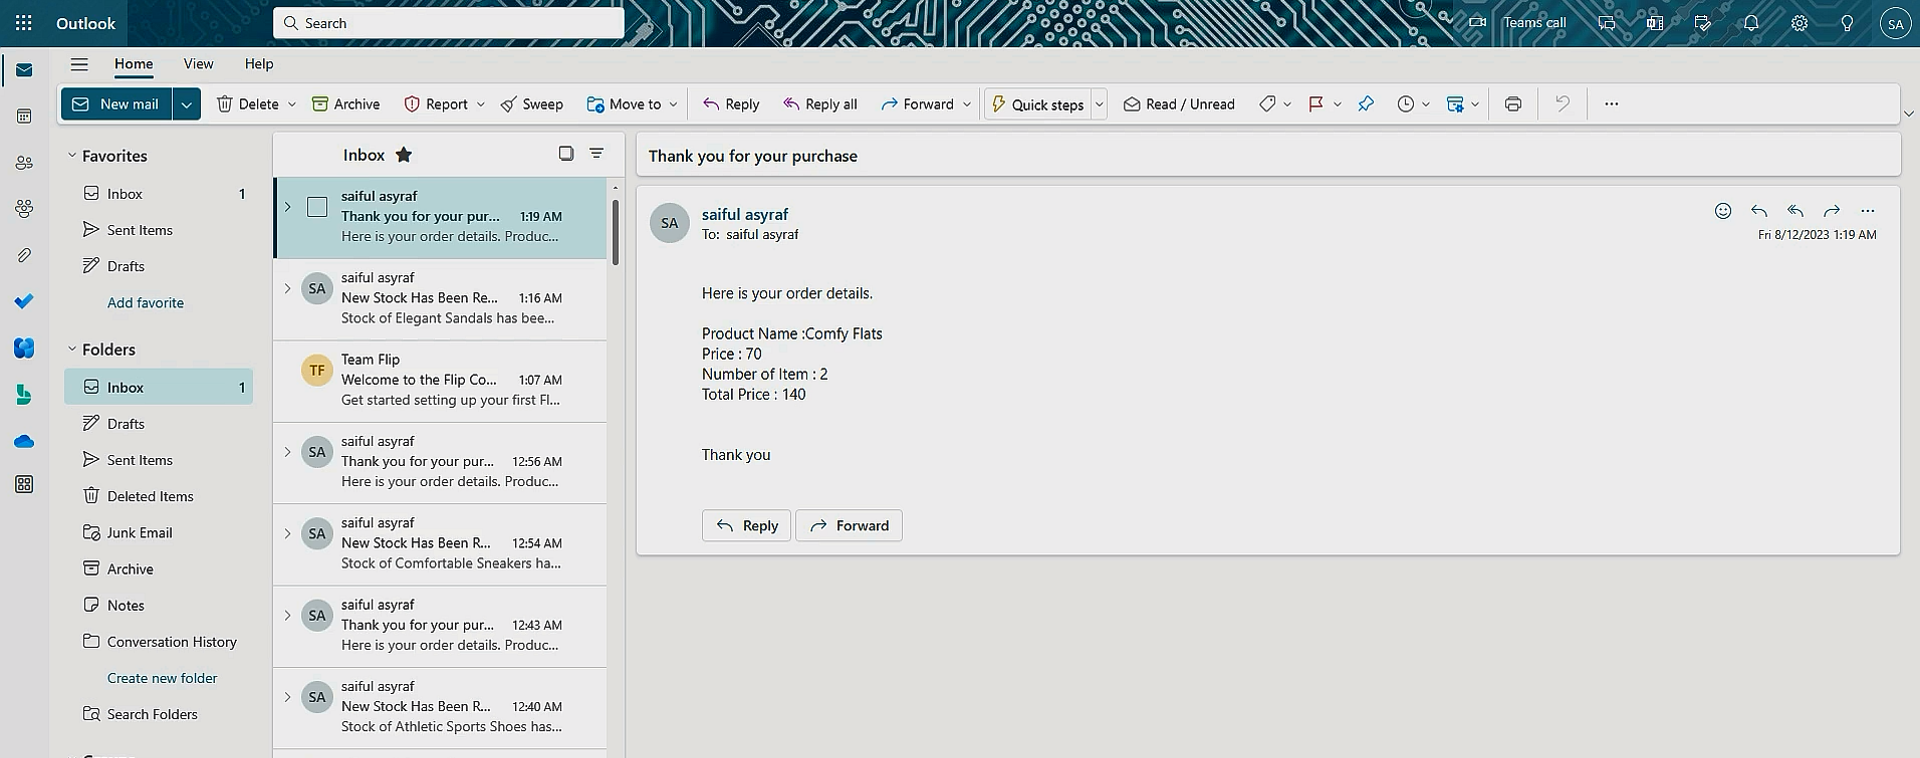 Outlook
Search
Teams call
SA
Home
View
Help
New mail
Delete
Archive
Report
Sweep
Move to
Reply
Reply all
Forward
Quick steps
Read / Unread
Favorites
Inbox 1
Sent Items
Drafts
Add favorite
Folders
Inbox 1
Drafts
Sent Items
Deleted Items
Junk Email
Archive
Notes
Conversation History
Create new folder
Search Folders
Inbox
saiful asyraf
Thank you for your pur... 1:19 AM
Here is your order details. Produc...
SA
saiful asyraf
New Stock Has Been Re... 1:16 AM
Stock of Elegant Sandals has bee...
TF
Team Flip
Welcome to the Flip Co... 1:07 AM
Get started setting up your first Fl...
SA
saiful asyraf
Thank you for your pur... 12:56 AM
Here is your order details. Produc...
SA
saiful asyraf
New Stock Has Been R... 12:54 AM
Stock of Comfortable Sneakers ha...
SA
saiful asyraf
Thank you for your pur... 12:43 AM
Here is your order details. Produc...
SA
saiful asyraf
New Stock Has Been R... 12:40 AM
Stock of Athletic Sports Shoes has...
Thank you for your purchase
SA
saiful asyraf
To: saiful asyraf
Fri 8/12/2023 1:19 AM
Here is your order details.
Product Name :Comfy Flats
Price : 70
Number of Item : 2
Total Price : 140
Thank you
Reply
Forward